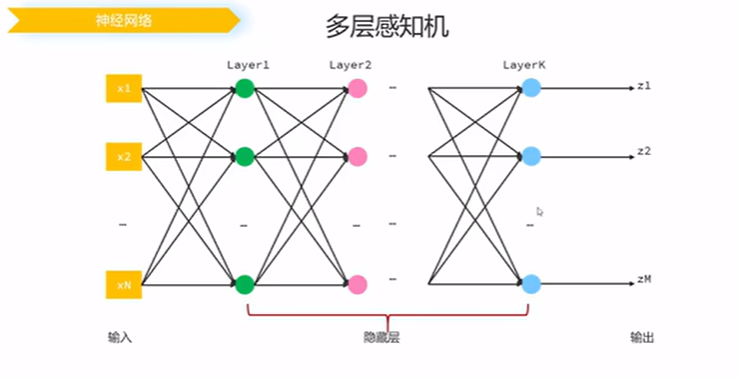 神经网络
多层感知机
Layer1 Layer2 LayerK
x1 … z1
x2 … z2
… … … … …
xN … zM
输入 隐藏层 输出